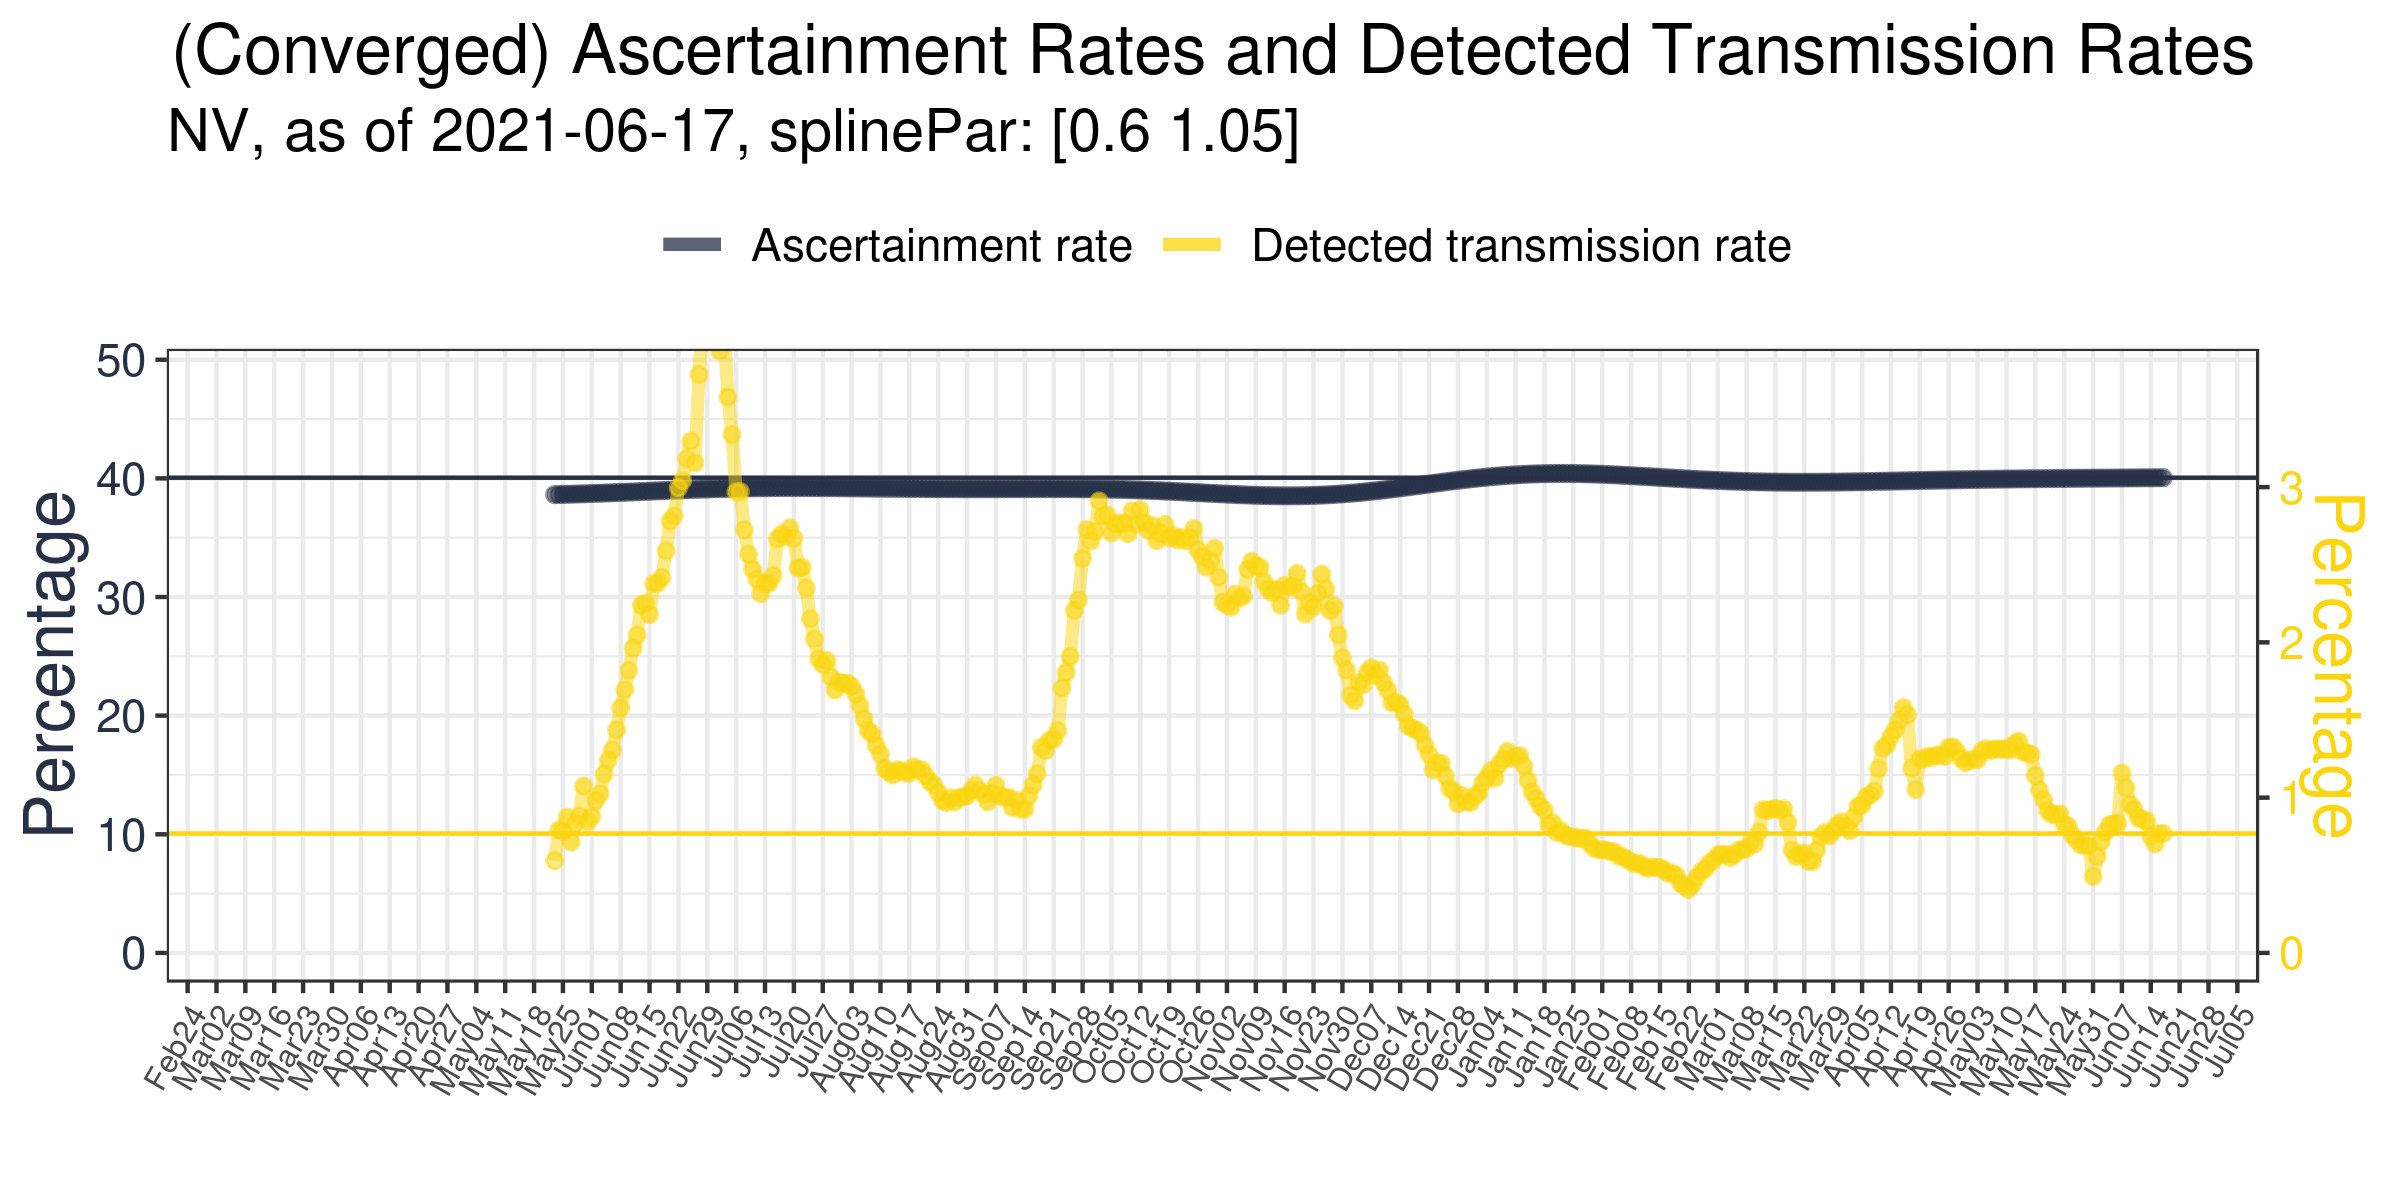 (Converged) Ascertainment Rates and Detected Transmission Rates
NV, as of 2021-06-17, splinePar: [0.6 1.05]
Ascertainment rate Detected transmission rate
Percentage
50
40
30
20
10
0
3
2
1
0
Percentage
Feb24 Mar02 Mar09 Mar16 Mar23 Mar30 Apr06 Apr13 Apr20 Apr27 May04 May11 May18 May25 Jun01 Jun08 Jun15 Jun22 Jun29 Jul06 Jul13 Jul20 Jul27 Aug03 Aug10 Aug17 Aug24 Aug31 Sep07 Sep14 Sep21 Sep28 Oct05 Oct12 Oct19 Oct26 Nov02 Nov09 Nov16 Nov23 Nov30 Dec07 Dec14 Dec21 Dec28 Jan04 Jan11 Jan18 Jan25 Feb01 Feb08 Feb15 Feb22 Mar01 Mar08 Mar15 Mar22 Mar29 Apr05 Apr12 Apr19 Apr26 May03 May10 May17 May24 May31 Jun07 Jun14 Jun21 Jun28 Jul05